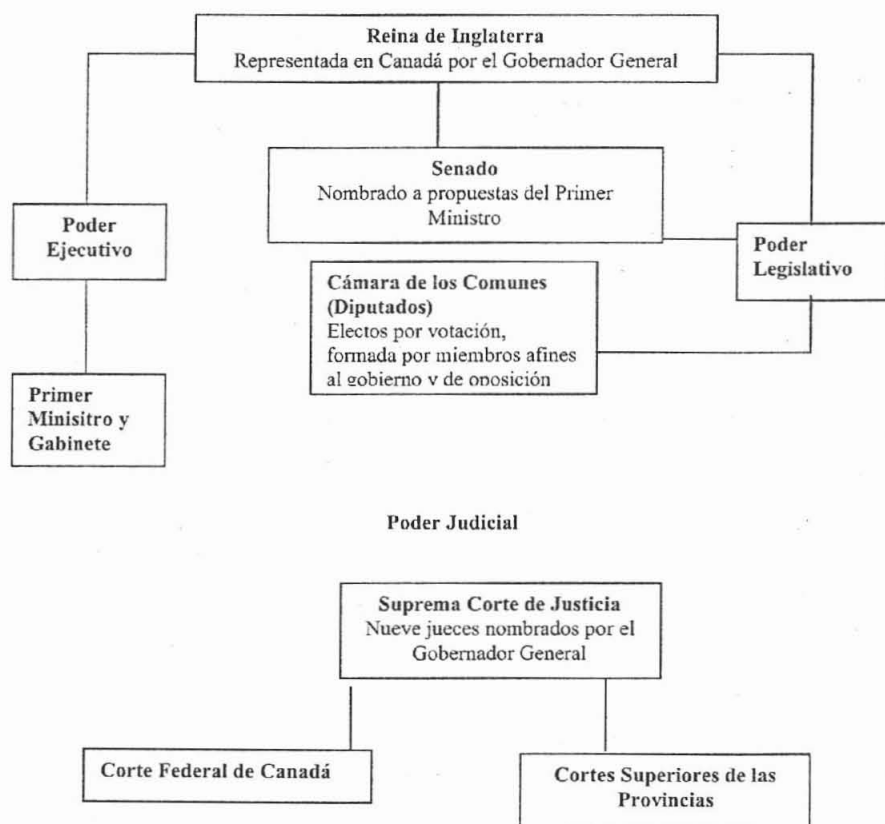 Reina de Inglaterra
Representada en Canadá por el Gobernador General
Senado
Nombrado a propuestas del Primer
Ministro
Poder
Ejecutivo
Poder
Legislativo
Cámara de los Comunes
(Diputados)
Electos por votación,
formada por miembros afines
al gobierno y de oposición
Primer
Minisitro y
Gabinete
Poder Judicial
Suprema Corte de Justicia
Nueve jueces nombrados por el
Gobernador General
Corte Federal de Canadá
Cortes Superiores de las
Provincias